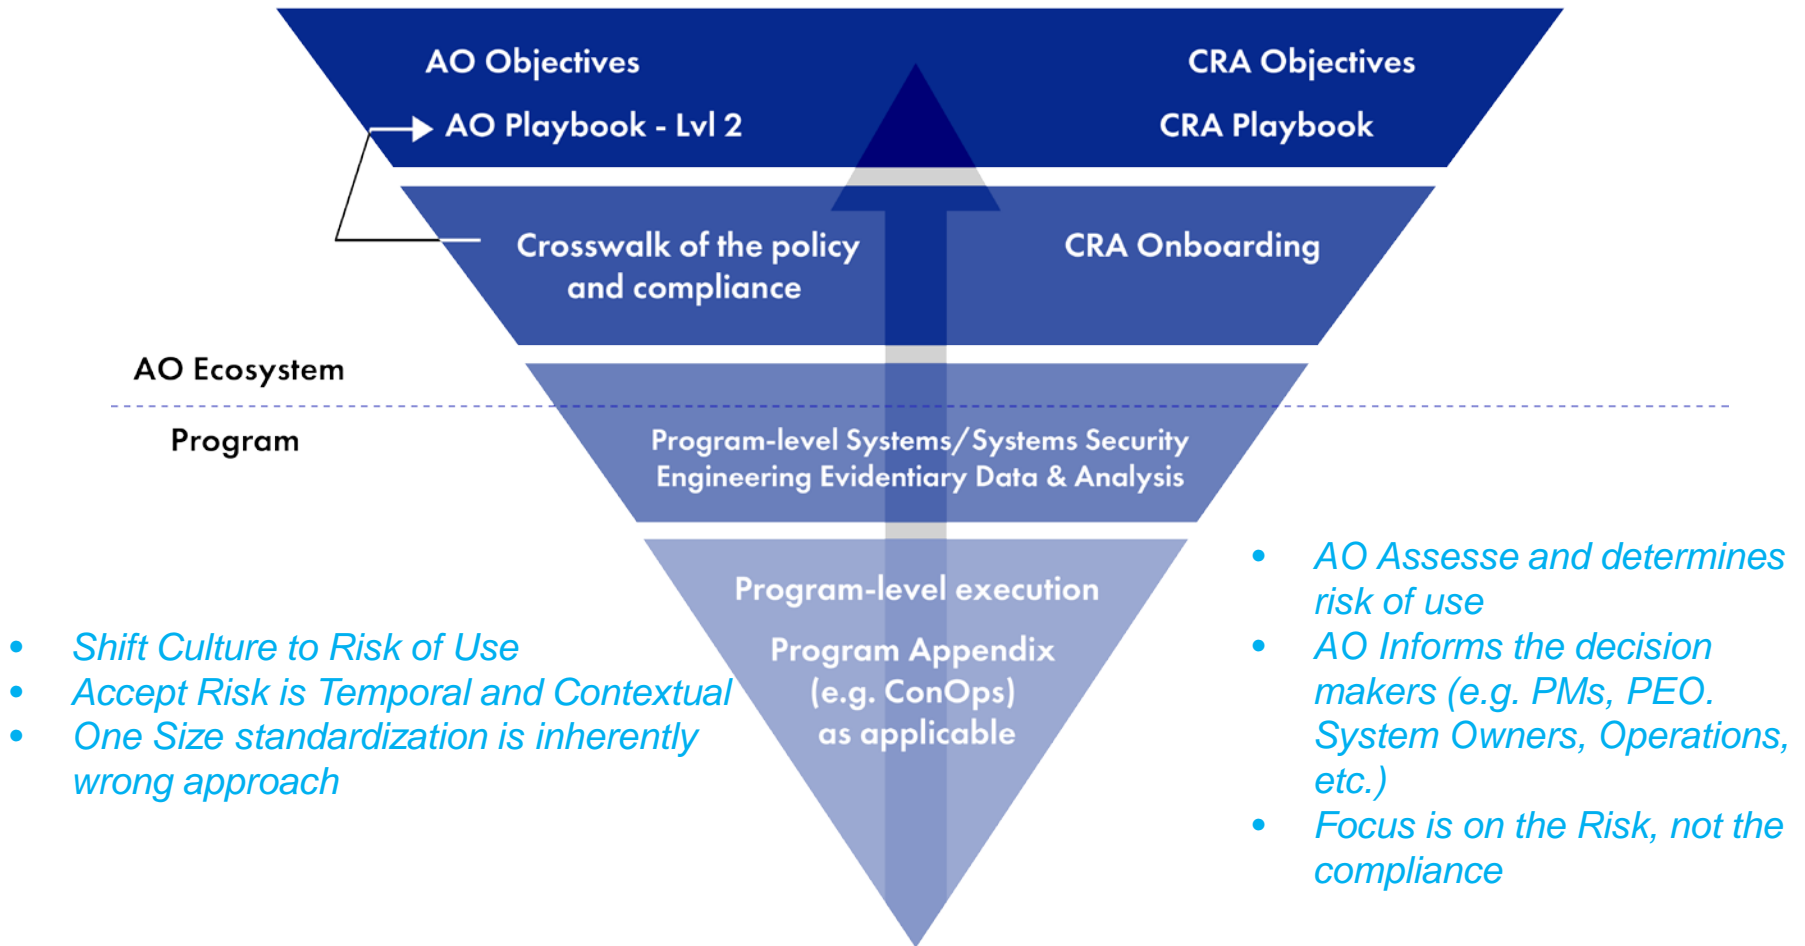 AO Objectives
CRA Objectives
AO Playbook - Lvl 2
CRA Playbook
Crosswalk of the policy
and compliance
CRA Onboarding
AO Ecosystem
Program
Program-level Systems/Systems Security
Engineering Evidentiary Data & Analysis
Program-level execution
Program Appendix
(e.g. ConOps)
as applicable
• Shift Culture to Risk of Use
• Accept Risk is Temporal and Contextual
• One Size standardization is inherently
wrong approach
• AO Assesse and determines
risk of use
• AO Informs the decision
makers (e.g. PMs, PEO.
System Owners, Operations,
etc.)
• Focus is on the Risk, not the
compliance